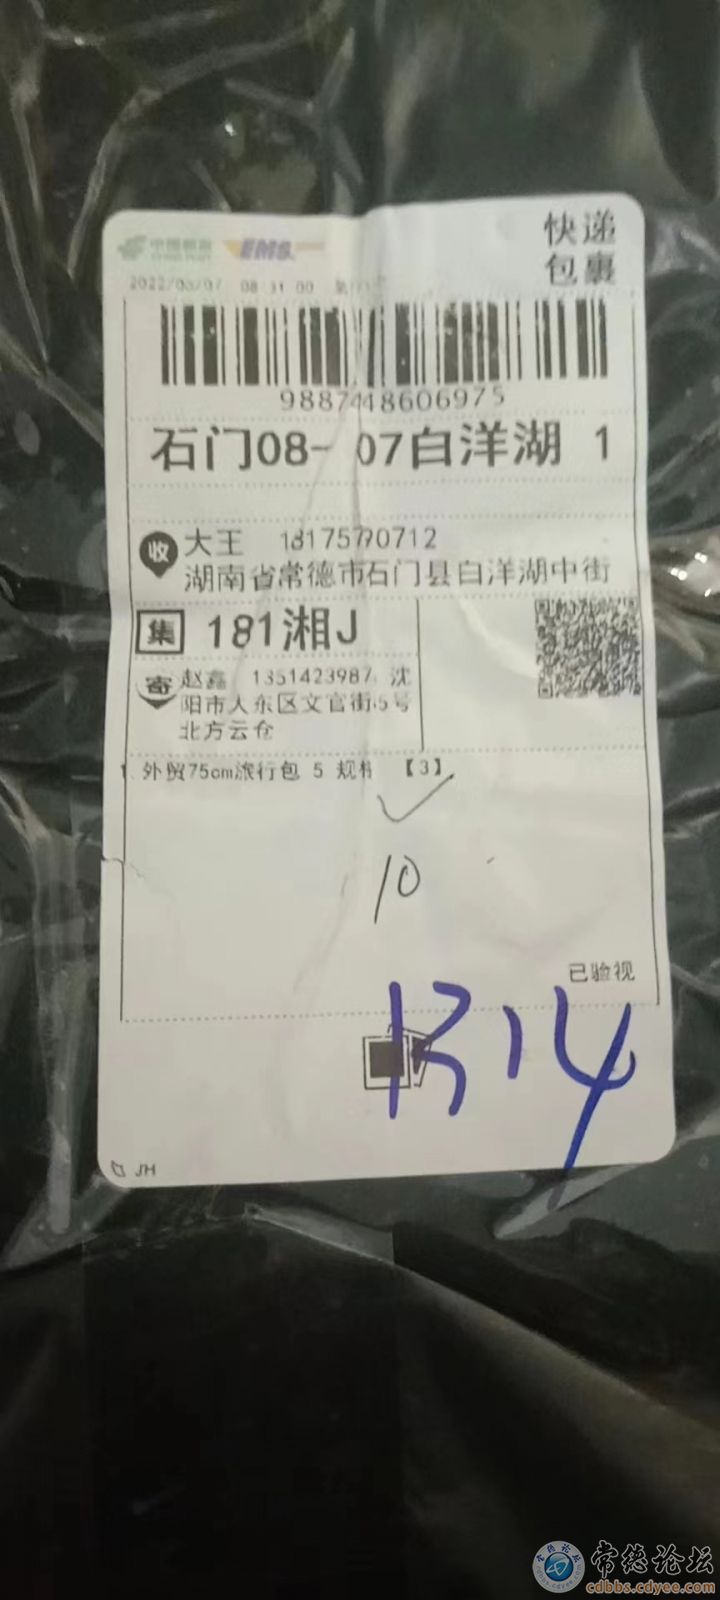 中国邮政 EMS
快递
包裹
2022/03/07 08:31:00
9887448606975
石门08- 07白洋湖 1
收 大王 18175790712
湖南省常德市石门县白洋湖中街
集 181湘J
寄 赵鑫 1351423987 沈
阳市大东区文官街 5号
北方云仓
1. 外贸75cm旅行包 5 规格 【3】
10
已验视
1314
JH
常德论坛
cdbbs.cdyee.com